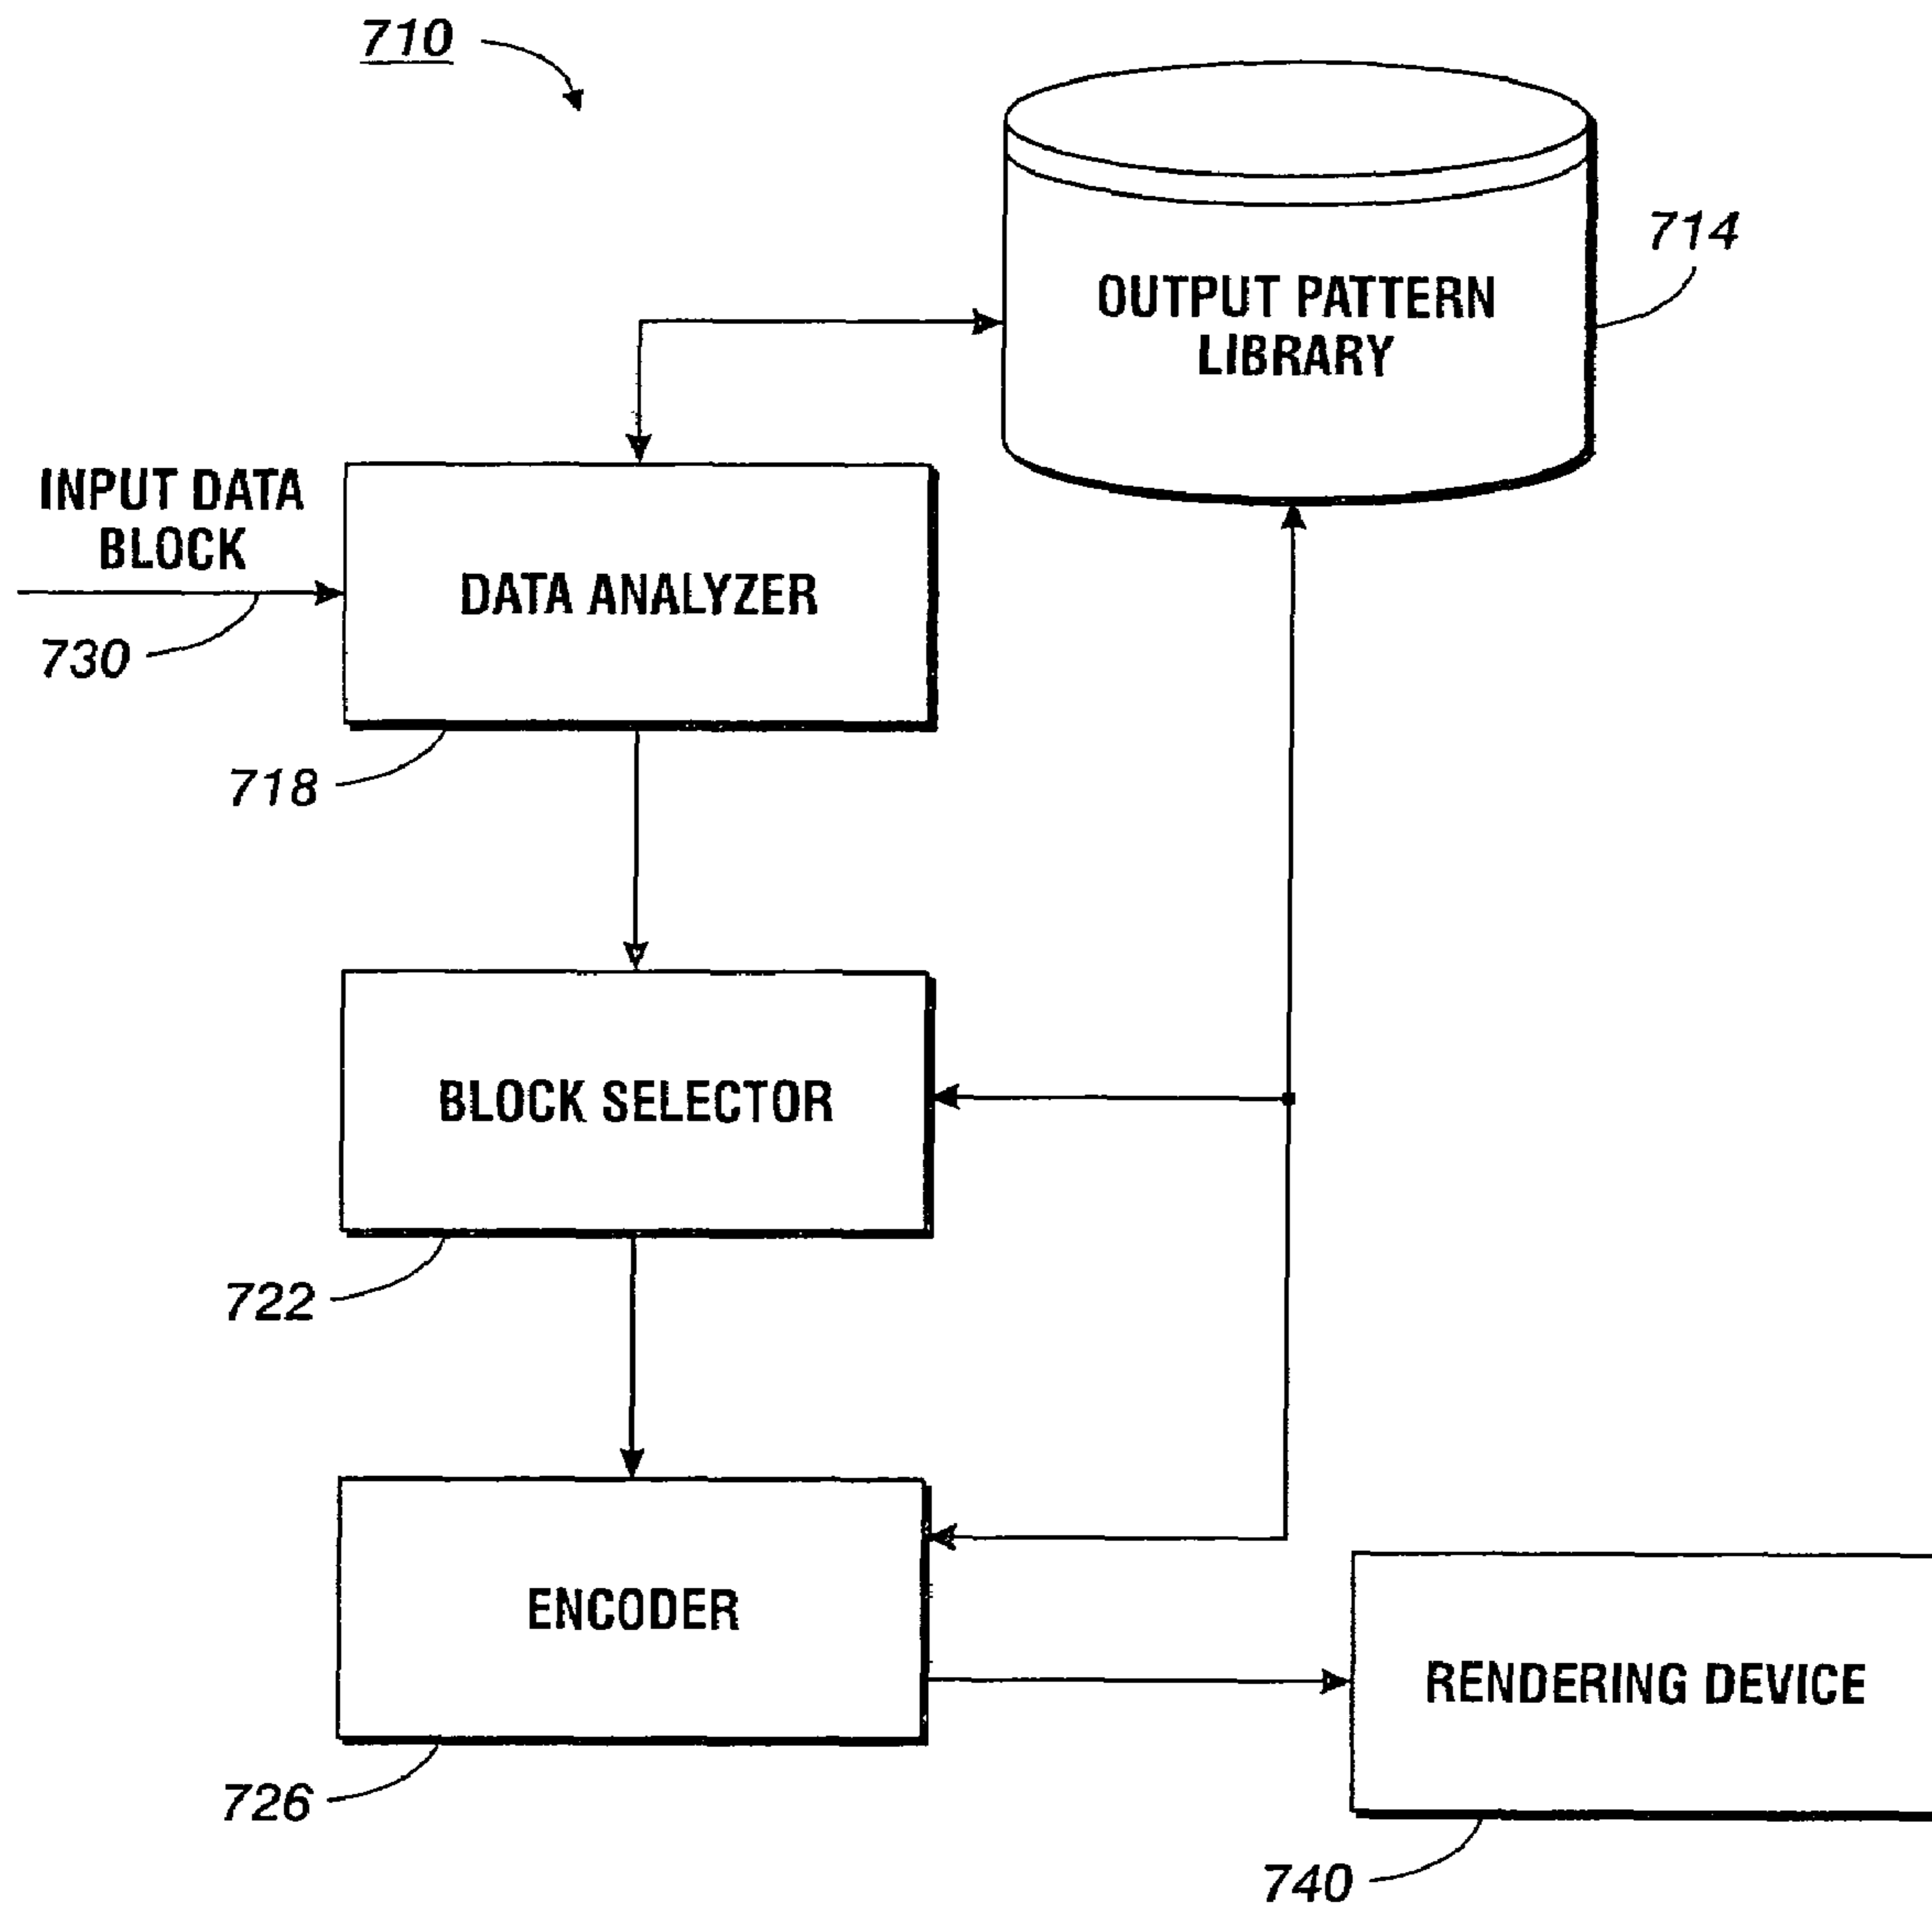 710
OUTPUT PATTERN
LIBRARY
714
INPUT DATA
BLOCK
730
DATA ANALYZER
718
BLOCK SELECTOR
722
ENCODER
726
RENDERING DEVICE
740